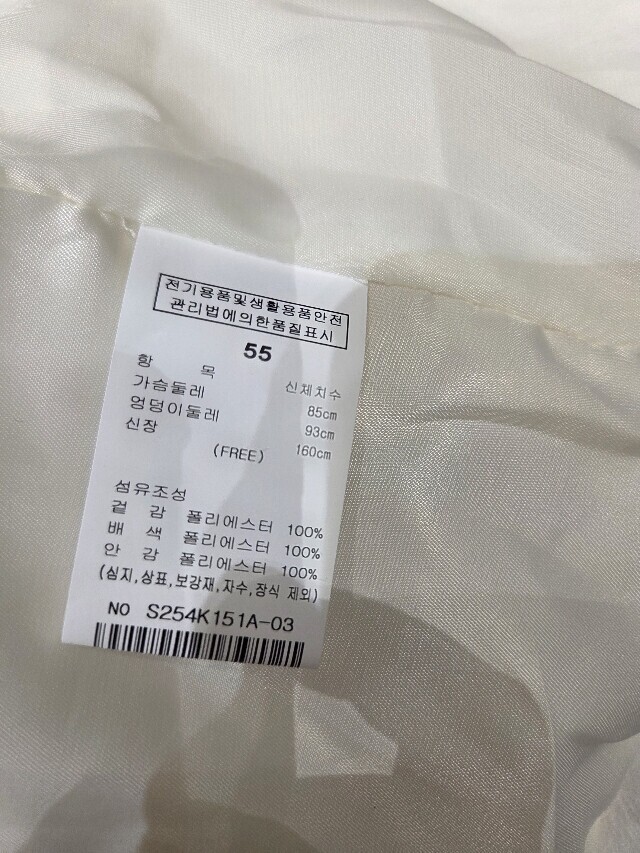 전기용품및생활용품안전
관리법에의한품질표시
55
항 목 신체치수
가슴둘레 85cm
엉덩이둘레 93cm
신장 160cm
(FREE)
섬유조성
겉 감 폴리에스터 100%
배 색 폴리에스터 100%
안 감 폴리에스터 100%
(심지,상표,보강재,자수,장식 제외)
NO S254K151A-03